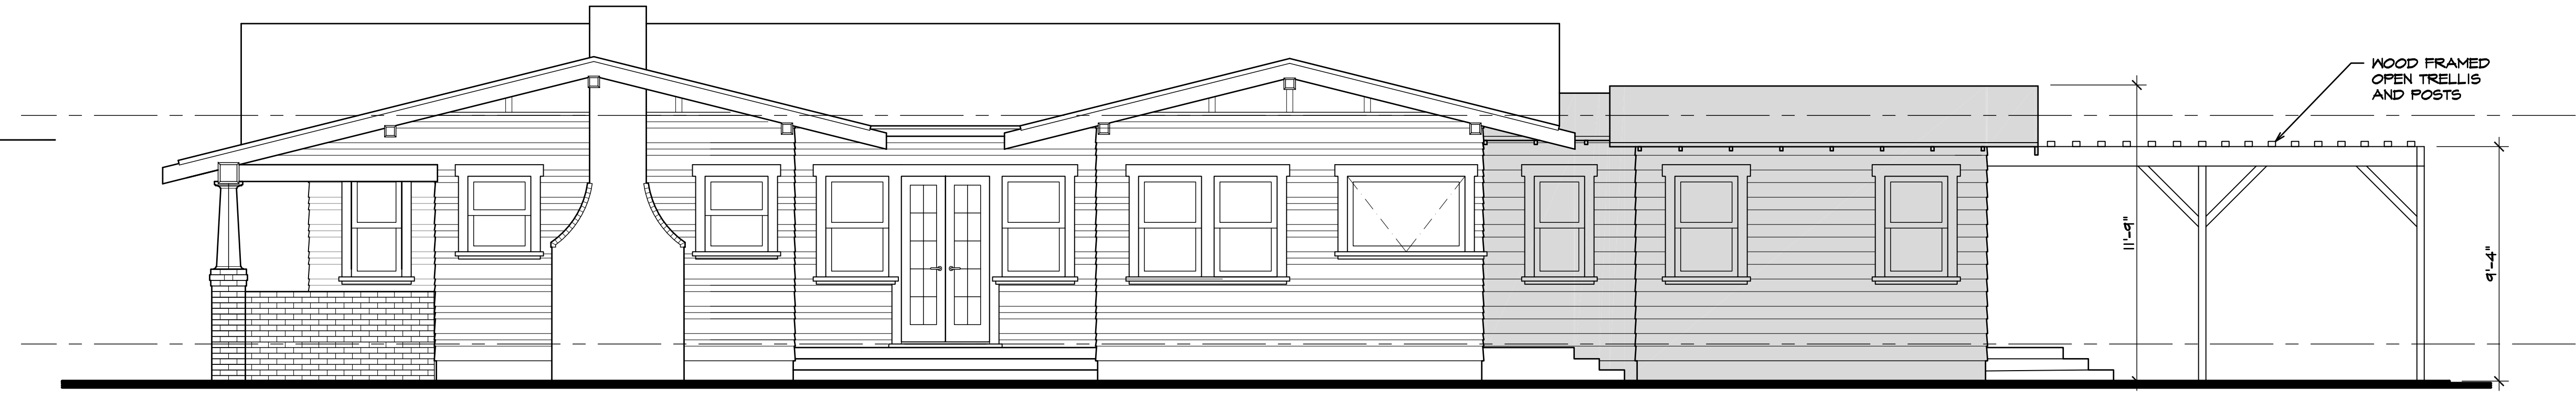 WOOD FRAMED
OPEN TRELLIS
AND POSTS
11'-9"
9'-4"